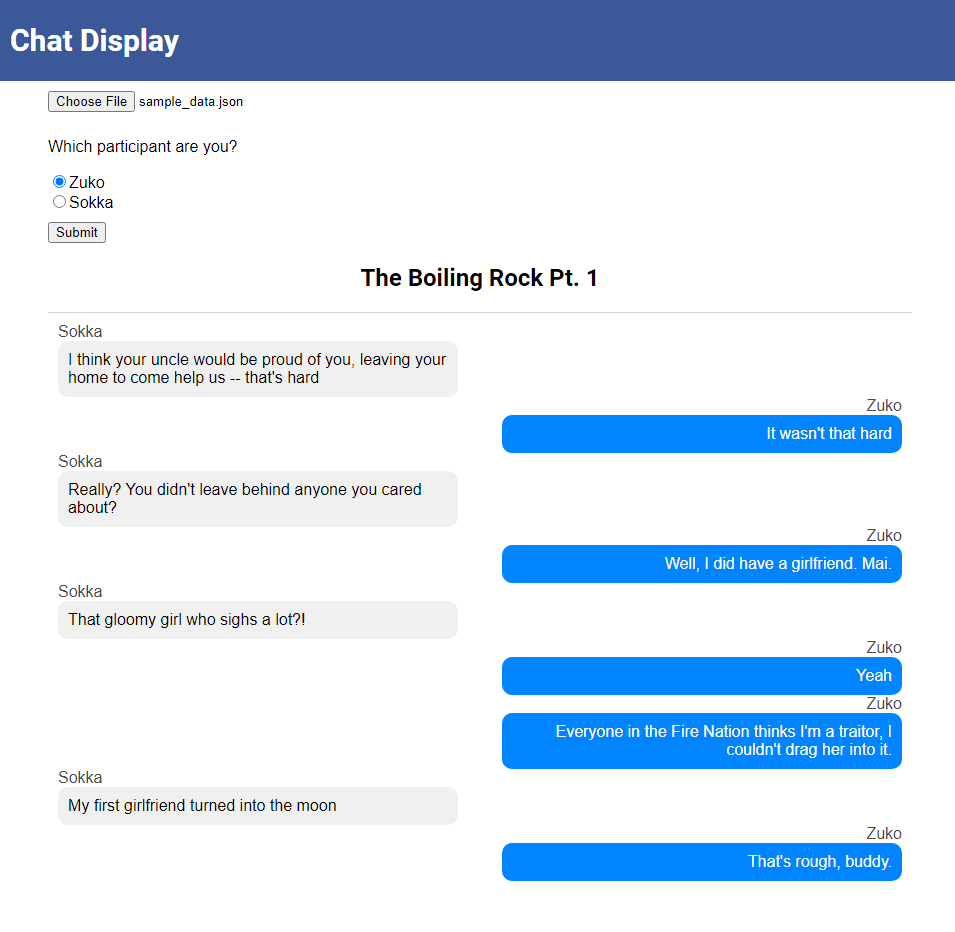 Chat Display
Choose File sample_data.json
Which participant are you?
Zuko
Sokka
Submit
The Boiling Rock Pt. 1
Sokka
I think your uncle would be proud of you, leaving your
home to come help us -- that's hard
Zuko
It wasn't that hard
Sokka
Really? You didn't leave behind anyone you cared
about?
Zuko
Well, I did have a girlfriend. Mai.
Sokka
That gloomy girl who sighs a lot?!
Zuko
Yeah
Zuko
Everyone in the Fire Nation thinks I'm a traitor, I
couldn't drag her into it.
Sokka
My first girlfriend turned into the moon
Zuko
That's rough, buddy.